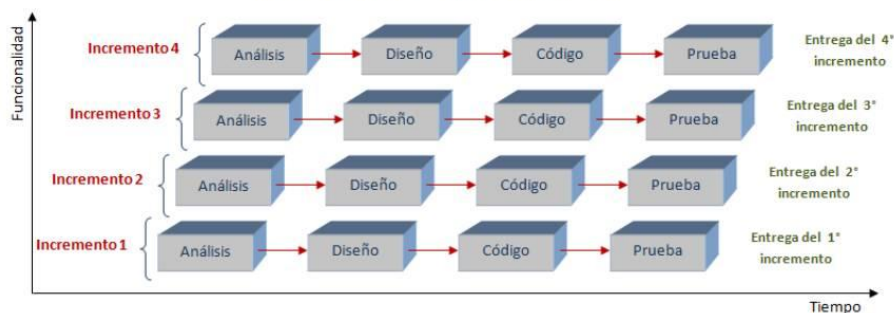 Funcionalidad
Incremento 4
Análisis
Diseño
Código
Prueba
Entrega del 4°
incremento
Incremento 3
Análisis
Diseño
Código
Prueba
Entrega del 3°
incremento
Incremento 2
Análisis
Diseño
Código
Prueba
Entrega del 2°
incremento
Incremento 1
Análisis
Diseño
Código
Prueba
Entrega del 1°
incremento
Tiempo